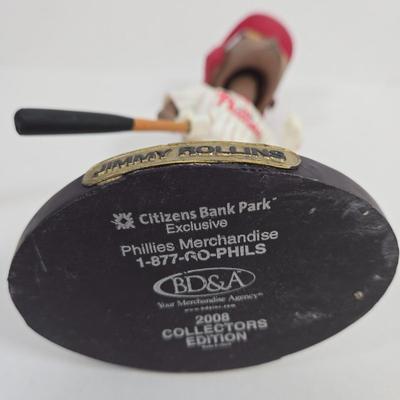 Phillies
JIMMY ROLLINS
Citizens Bank Park
Exclusive
Phillies Merchandise
1-877-GO-PHILS
BD&A
Your Merchandise Agency
2008
COLLECTORS
EDITION